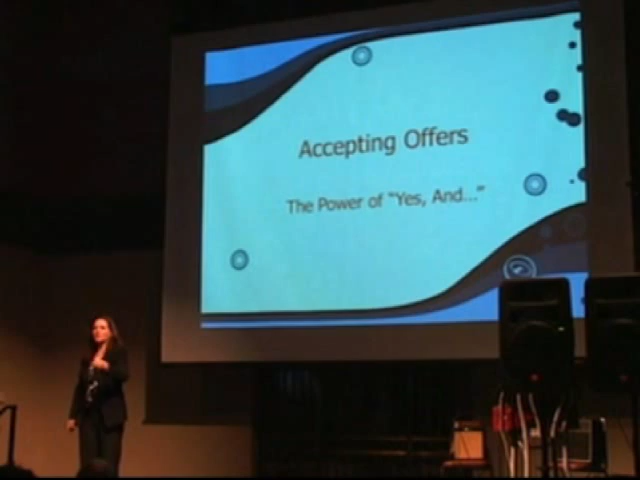 Accepting Offers
The Power of "Yes, And..."